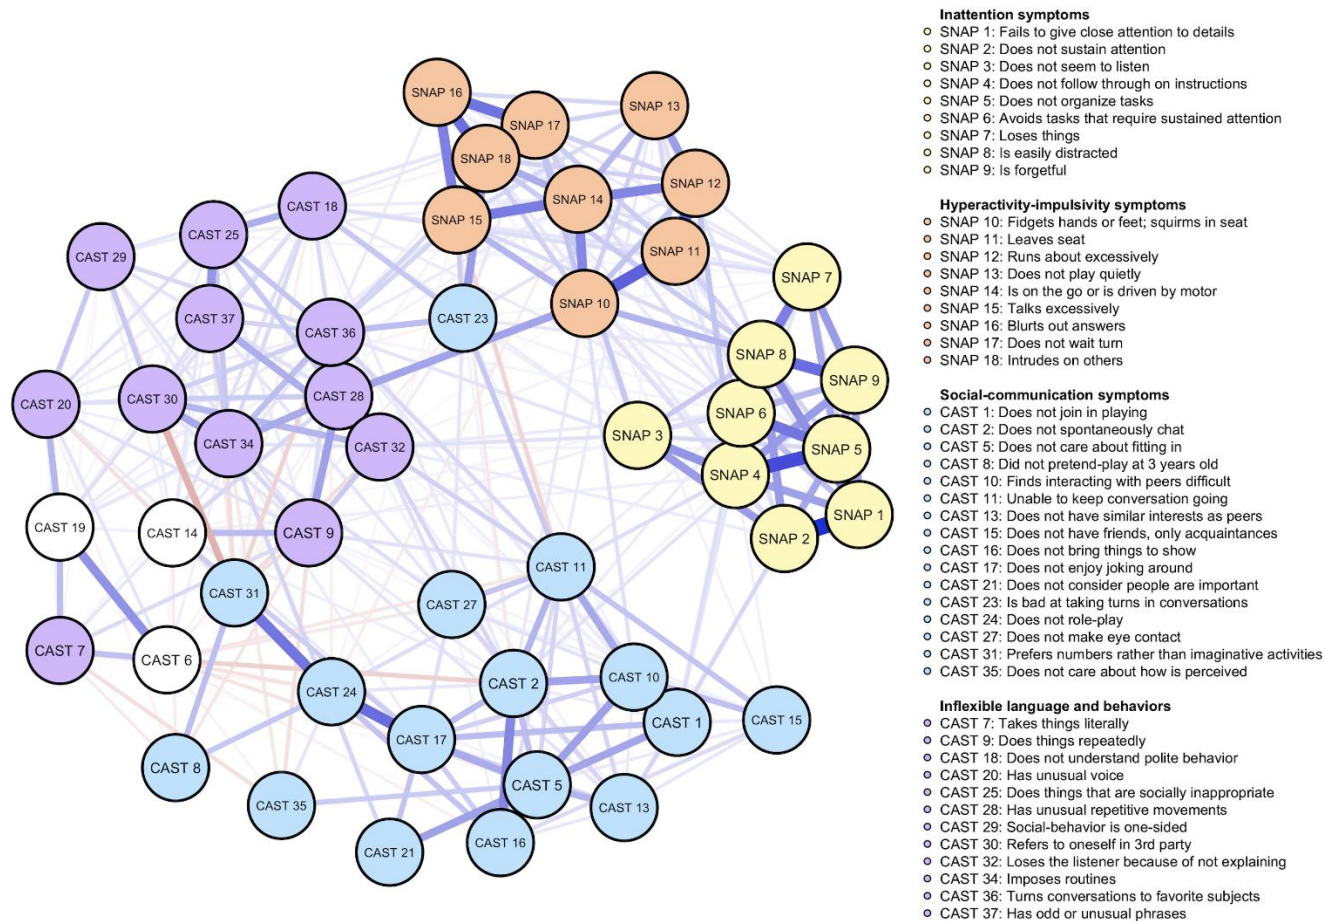 SNAP 16
SNAP 13
SNAP 17
SNAP 18
SNAP 12
SNAP 14
CAST 18
SNAP 15
CAST 25
SNAP 11
CAST 29
SNAP 7
SNAP 10
CAST 37
CAST 23
CAST 36
SNAP 8
SNAP 9
CAST 28
CAST 30
CAST 20
SNAP 6
SNAP 3
CAST 34
CAST 32
SNAP 5
SNAP 4
SNAP 1
CAST 19
CAST 14
CAST 9
SNAP 2
CAST 11
CAST 31
CAST 27
CAST 7
CAST 6
CAST 10
CAST 2
CAST 24
CAST 1
CAST 15
CAST 17
CAST 8
CAST 5
CAST 35
CAST 13
CAST 16
CAST 21
Inattention symptoms
SNAP 1: Fails to give close attention to details
SNAP 2: Does not sustain attention
SNAP 3: Does not seem to listen
SNAP 4: Does not follow through on instructions
SNAP 5: Does not organize tasks
SNAP 6: Avoids tasks that require sustained attention
SNAP 7: Loses things
SNAP 8: Is easily distracted
SNAP 9: Is forgetful
Hyperactivity-impulsivity symptoms
SNAP 10: Fidgets hands or feet; squirms in seat
SNAP 11: Leaves seat
SNAP 12: Runs about excessively
SNAP 13: Does not play quietly
SNAP 14: Is on the go or is driven by motor
SNAP 15: Talks excessively
SNAP 16: Blurts out answers
SNAP 17: Does not wait turn
SNAP 18: Intrudes on others
Social-communication symptoms
CAST 1: Does not join in playing
CAST 2: Does not spontaneously chat
CAST 5: Does not care about fitting in
CAST 8: Did not pretend-play at 3 years old
CAST 10: Finds interacting with peers difficult
CAST 11: Unable to keep conversation going
CAST 13: Does not have similar interests as peers
CAST 15: Does not have friends, only acquaintances
CAST 16: Does not bring things to show
CAST 17: Does not enjoy joking around
CAST 21: Does not consider people are important
CAST 23: Is bad at taking turns in conversations
CAST 24: Does not role-play
CAST 27: Does not make eye contact
CAST 31: Prefers numbers rather than imaginative activities
CAST 35: Does not care about how is perceived
Inflexible language and behaviors
CAST 7: Takes things literally
CAST 9: Does things repeatedly
CAST 18: Does not understand polite behavior
CAST 20: Has unusual voice
CAST 25: Does things that are socially inappropriate
CAST 28: Has unusual repetitive movements
CAST 29: Social-behavior is one-sided
CAST 30: Refers to oneself in 3rd party
CAST 32: Loses the listener because of not explaining
CAST 34: Imposes routines
CAST 36: Turns conversations to favorite subjects
CAST 37: Has odd or unusual phrases